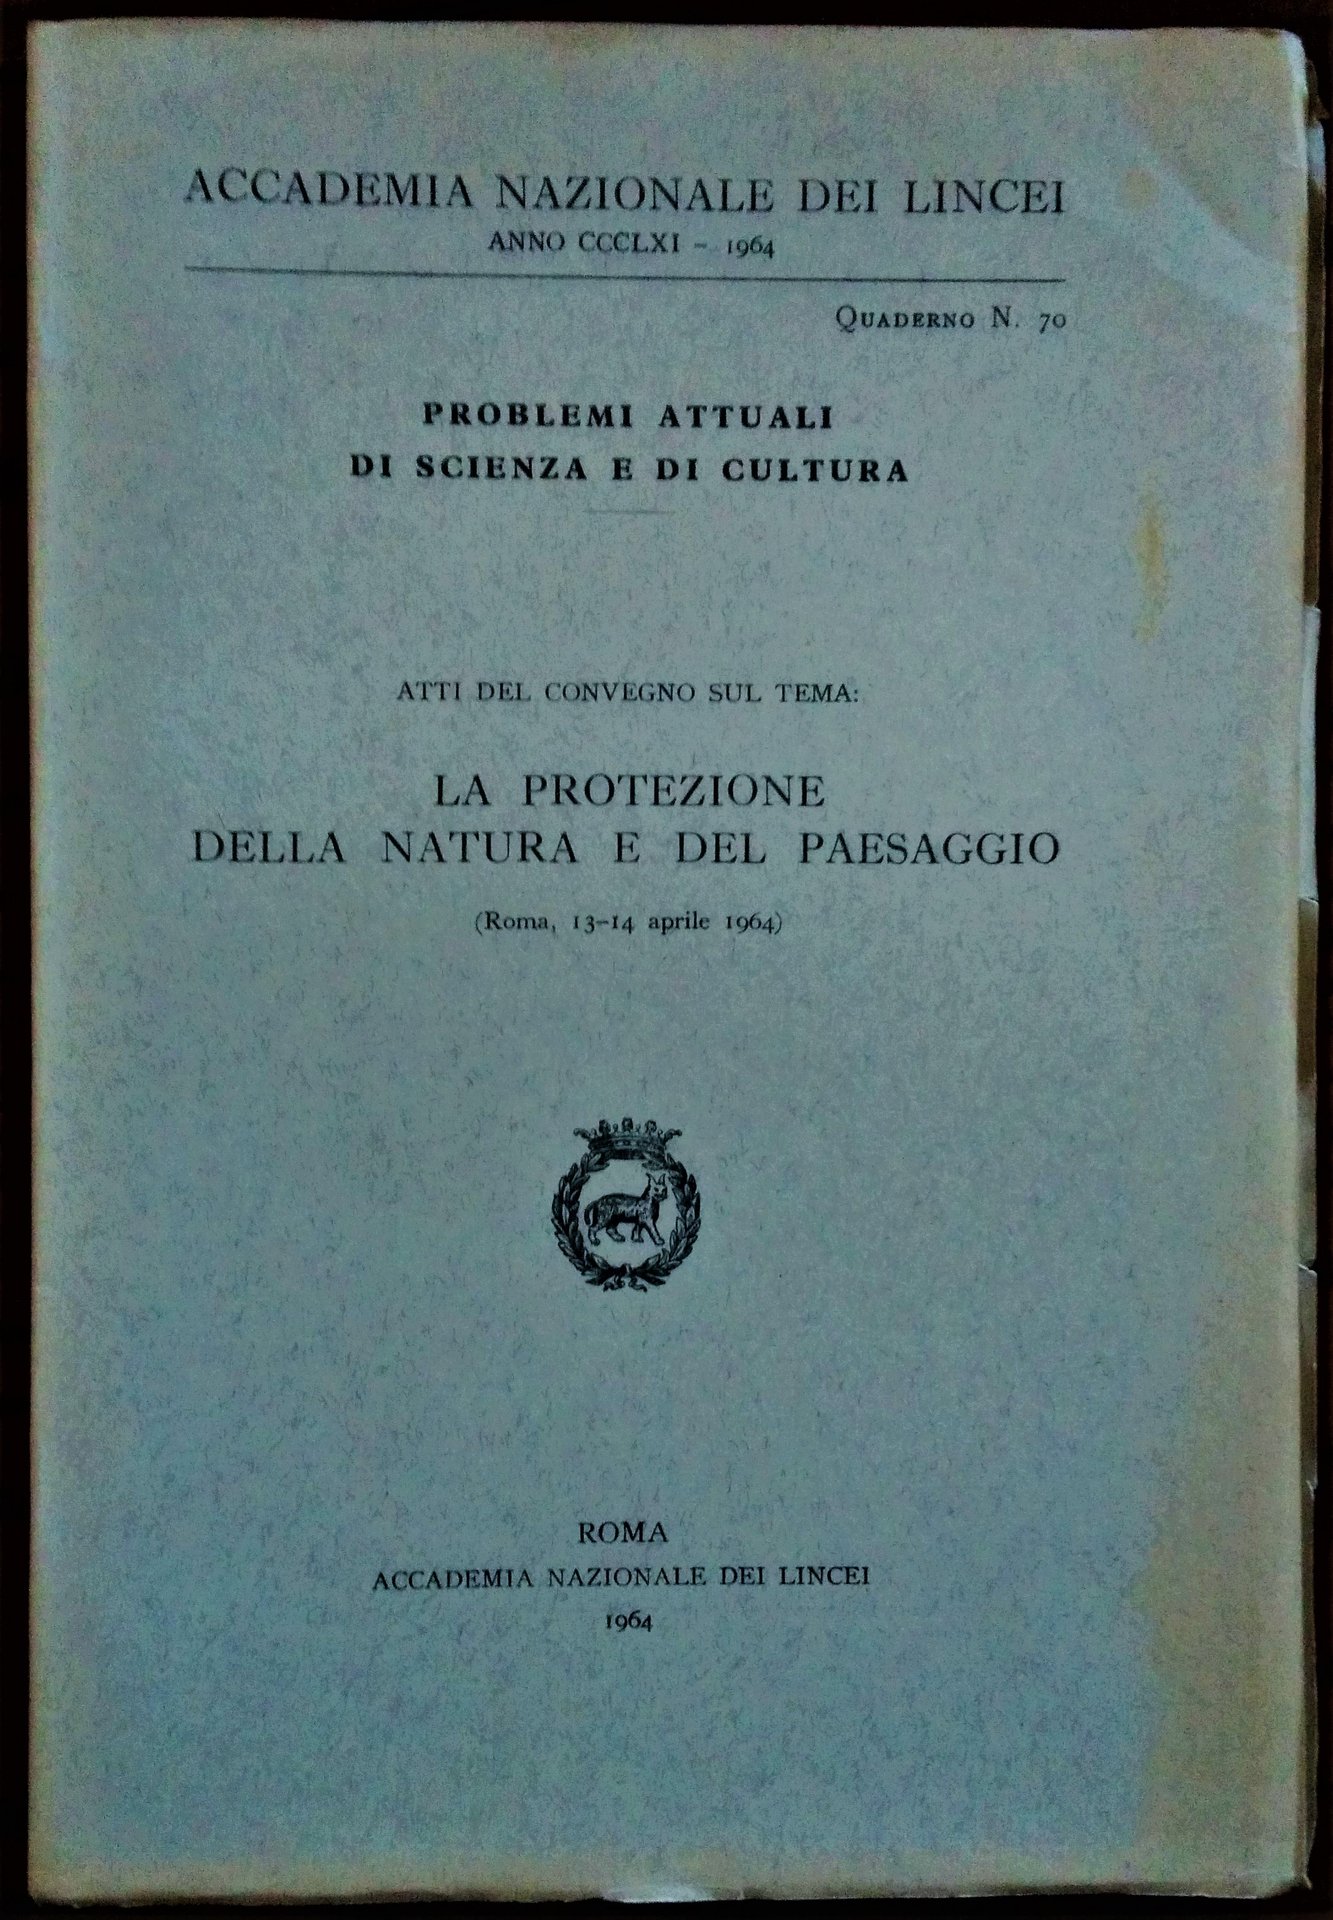 ACCADEMIA NAZIONALE DEI LINCEI
ANNO CCCLXI – 1964
QUADERNO N. 70
PROBLEMI ATTUALI
DI SCIENZA E DI CULTURA
ATTI DEL CONVEGNO SUL TEMA:
LA PROTEZIONE
DELLA NATURA E DEL PAESAGGIO
(Roma, 13–14 aprile 1964)
ROMA
ACCADEMIA NAZIONALE DEI LINCEI
1964